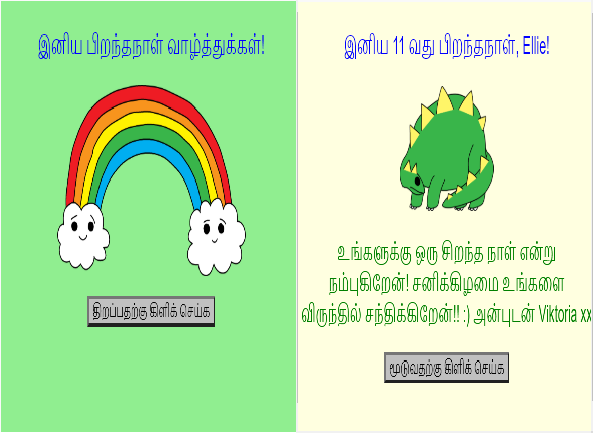 இனிய பிறந்தநாள் வாழ்த்துக்கள்!
திறப்பதற்கு கிளிக் செய்க
இனிய 11 வது பிறந்தநாள், Ellie!
உங்களுக்கு ஒரு சிறந்த நாள் என்று
நம்புகிறேன்! சனிக்கிழமை உங்களை
விருந்தில் சந்திக்கிறேன்!! :) அன்புடன் Viktoria xx
மூடுவதற்கு கிளிக் செய்க